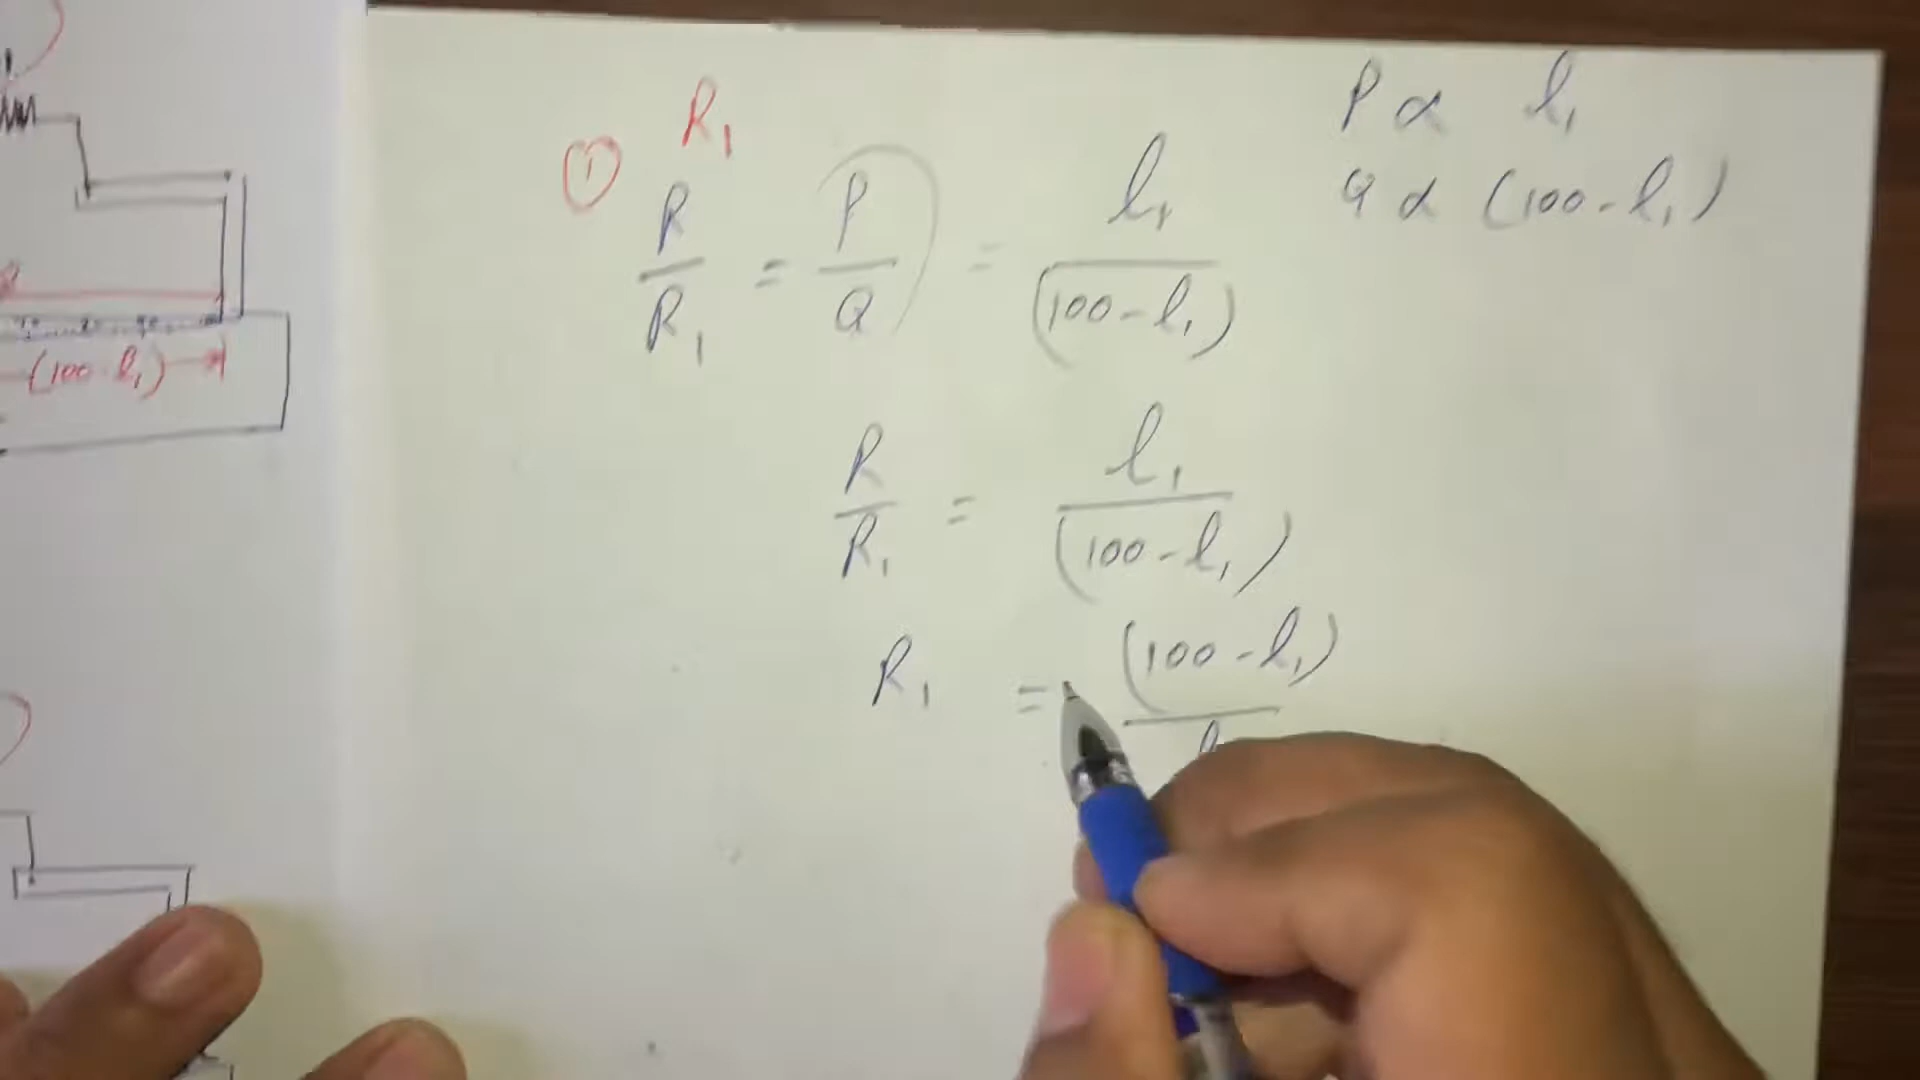 (100-l₁)
① R₁
R/R₁ = P/Q = l₁/(100-l₁)
P ∝ l₁
Q ∝ (100-l₁)
R/R₁ = l₁/(100-l₁)
R₁ = (100-l₁)/l